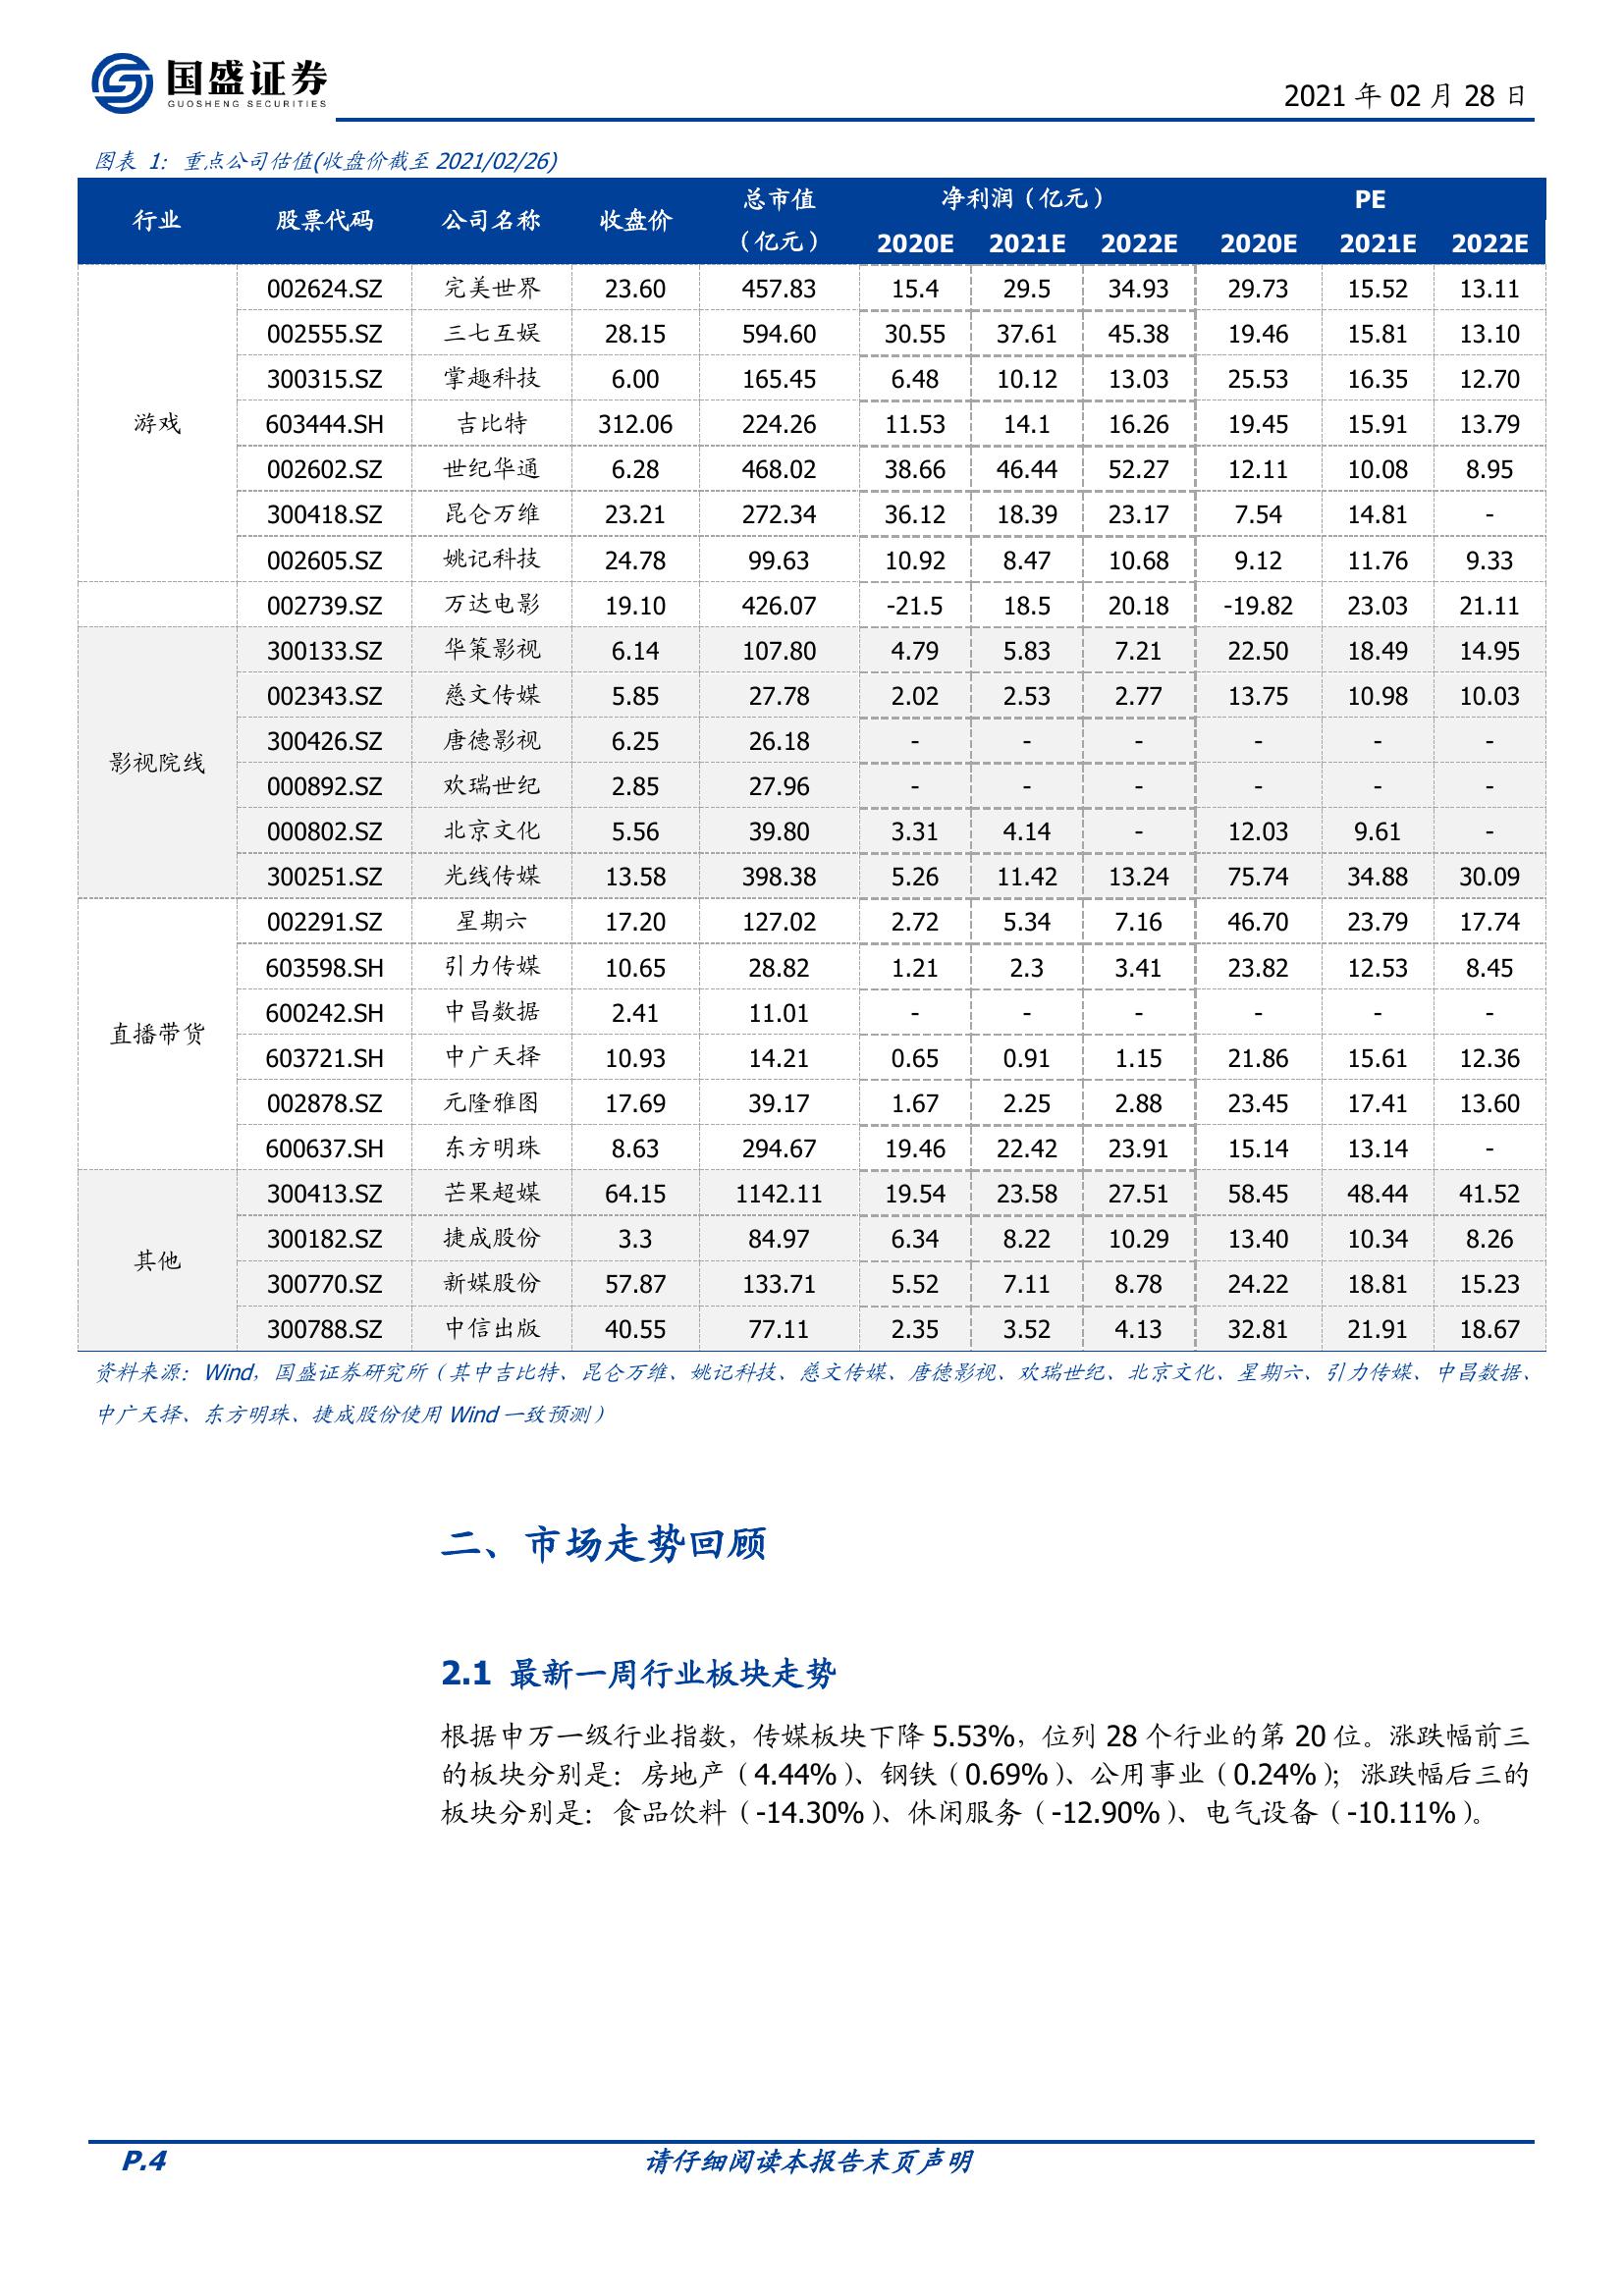 国盛证券
GUOSHENG SECURITIES
2021 年 02 月 28 日
图表 1：重点公司估值(收盘价截至 2021/02/26)
行业 股票代码 公司名称 收盘价 总市值（亿元） 净利润（亿元） PE
2020E 2021E 2022E 2020E 2021E 2022E
游戏
002624.SZ 完美世界 23.60 457.83 15.4 29.5 34.93 29.73 15.52 13.11
002555.SZ 三七互娱 28.15 594.60 30.55 37.61 45.38 19.46 15.81 13.10
300315.SZ 掌趣科技 6.00 165.45 6.48 10.12 13.03 25.53 16.35 12.70
603444.SH 吉比特 312.06 224.26 11.53 14.1 16.26 19.45 15.91 13.79
002602.SZ 世纪华通 6.28 468.02 38.66 46.44 52.27 12.11 10.08 8.95
300418.SZ 昆仑万维 23.21 272.34 36.12 18.39 23.17 7.54 14.81 -
002605.SZ 姚记科技 24.78 99.63 10.92 8.47 10.68 9.12 11.76 9.33
002739.SZ 万达电影 19.10 426.07 -21.5 18.5 20.18 -19.82 23.03 21.11
影视院线
300133.SZ 华策影视 6.14 107.80 4.79 5.83 7.21 22.50 18.49 14.95
002343.SZ 慈文传媒 5.85 27.78 2.02 2.53 2.77 13.75 10.98 10.03
300426.SZ 唐德影视 6.25 26.18 - - - - - -
000892.SZ 欢瑞世纪 2.85 27.96 - - - - - -
000802.SZ 北京文化 5.56 39.80 3.31 4.14 - 12.03 9.61 -
300251.SZ 光线传媒 13.58 398.38 5.26 11.42 13.24 75.74 34.88 30.09
直播带货
002291.SZ 星期六 17.20 127.02 2.72 5.34 7.16 46.70 23.79 17.74
603598.SH 引力传媒 10.65 28.82 1.21 2.3 3.41 23.82 12.53 8.45
600242.SH 中昌数据 2.41 11.01 - - - - - -
603721.SH 中广天择 10.93 14.21 0.65 0.91 1.15 21.86 15.61 12.36
002878.SZ 元隆雅图 17.69 39.17 1.67 2.25 2.88 23.45 17.41 13.60
600637.SH 东方明珠 8.63 294.67 19.46 22.42 23.91 15.14 13.14 -
其他
300413.SZ 芒果超媒 64.15 1142.11 19.54 23.58 27.51 58.45 48.44 41.52
300182.SZ 捷成股份 3.3 84.97 6.34 8.22 10.29 13.40 10.34 8.26
300770.SZ 新媒股份 57.87 133.71 5.52 7.11 8.78 24.22 18.81 15.23
300788.SZ 中信出版 40.55 77.11 2.35 3.52 4.13 32.81 21.91 18.67
资料来源：Wind，国盛证券研究所（其中吉比特、昆仑万维、姚记科技、慈文传媒、唐德影视、欢瑞世纪、北京文化、星期六、引力传媒、中昌数据、
中广天择、东方明珠、捷成股份使用 Wind 一致预测）
二、市场走势回顾
2.1 最新一周行业板块走势
根据申万一级行业指数，传媒板块下降 5.53%，位列 28 个行业的第 20 位。涨跌幅前三
的板块分别是：房地产（4.44%）、钢铁（0.69%）、公用事业（0.24%）；涨跌幅后三的
板块分别是：食品饮料（-14.30%）、休闲服务（-12.90%）、电气设备（-10.11%）。
P.4 请仔细阅读本报告末页声明